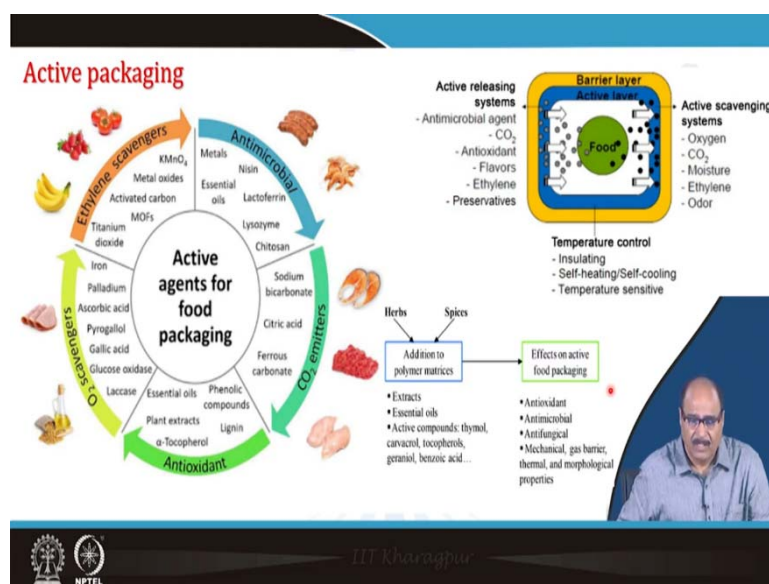 Active packaging
Ethylene scavengers
KMnO₄
Metal oxides
Activated carbon
MOFs
Titanium
dioxide
Antimicrobial
Metals
Nisin
Essential
oils
Lactoferrin
Lysozyme
Chitosan
CO₂ emitters
Sodium
bicarbonate
Citric acid
Ferrous
carbonate
Antioxidant
Essential oils
Phenolic
compounds
Plant extracts
Lignin
α-Tocopherol
O₂ scavengers
Iron
Palladium
Ascorbic acid
Pyrogallol
Gallic acid
Glucose oxidase
Laccase
Active
agents for
food
packaging
Active releasing
systems
- Antimicrobial agent
- CO₂
- Antioxidant
- Flavors
- Ethylene
- Preservatives
Barrier layer
Active layer
Food
Active scavenging
systems
- Oxygen
- CO₂
- Moisture
- Ethylene
- Odor
Temperature control
- Insulating
- Self-heating/Self-cooling
- Temperature sensitive
Herbs Spices
Addition to
polymer matrices
•Extracts
•Essential oils
•Active compounds: thymol,
carvacrol, tocopherols,
geraniol, benzoic acid…
Effects on active
food packaging
•Antioxidant
•Antimicrobial
•Antifungical
•Mechanical, gas barrier,
thermal, and morphological
properties
NPTEL
IIT Kharagpur